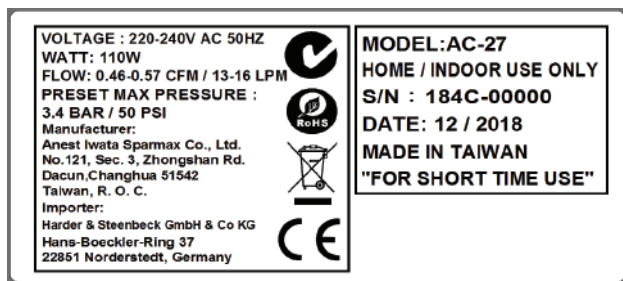 VOLTAGE : 220-240V AC 50HZ
WATT: 110W
FLOW: 0.46-0.57 CFM / 13-16 LPM
PRESET MAX PRESSURE :
3.4 BAR / 50 PSI
Manufacturer:
Anest Iwata Sparmax Co., Ltd.
No.121, Sec. 3, Zhongshan Rd.
Dacun,Changhua 51542
Taiwan, R. O. C.
Importer:
Harder & Steenbeck GmbH & Co KG
Hans-Boeckler-Ring 37
22851 Norderstedt, Germany
RoHS
CE
MODEL:AC-27
HOME / INDOOR USE ONLY
S/N : 184C-00000
DATE: 12 / 2018
MADE IN TAIWAN
"FOR SHORT TIME USE"